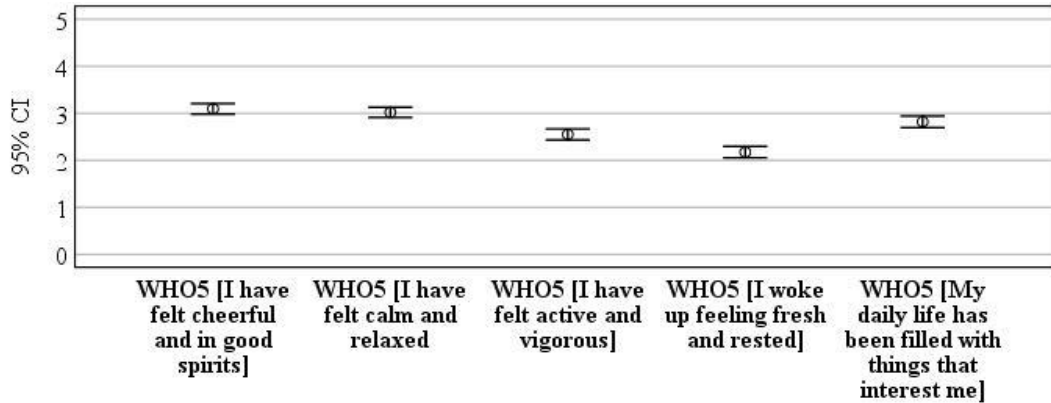 5
4
3
2
1
0
95% CI
WHO5 [I have
felt cheerful
and in good
spirits]
WHO5 [I have
felt calm and
relaxed
WHO5 [I have
felt active and
vigorous]
WHO5 [I woke
up feeling fresh
and rested]
WHO5 [My
daily life has
been filled with
things that
interest me]